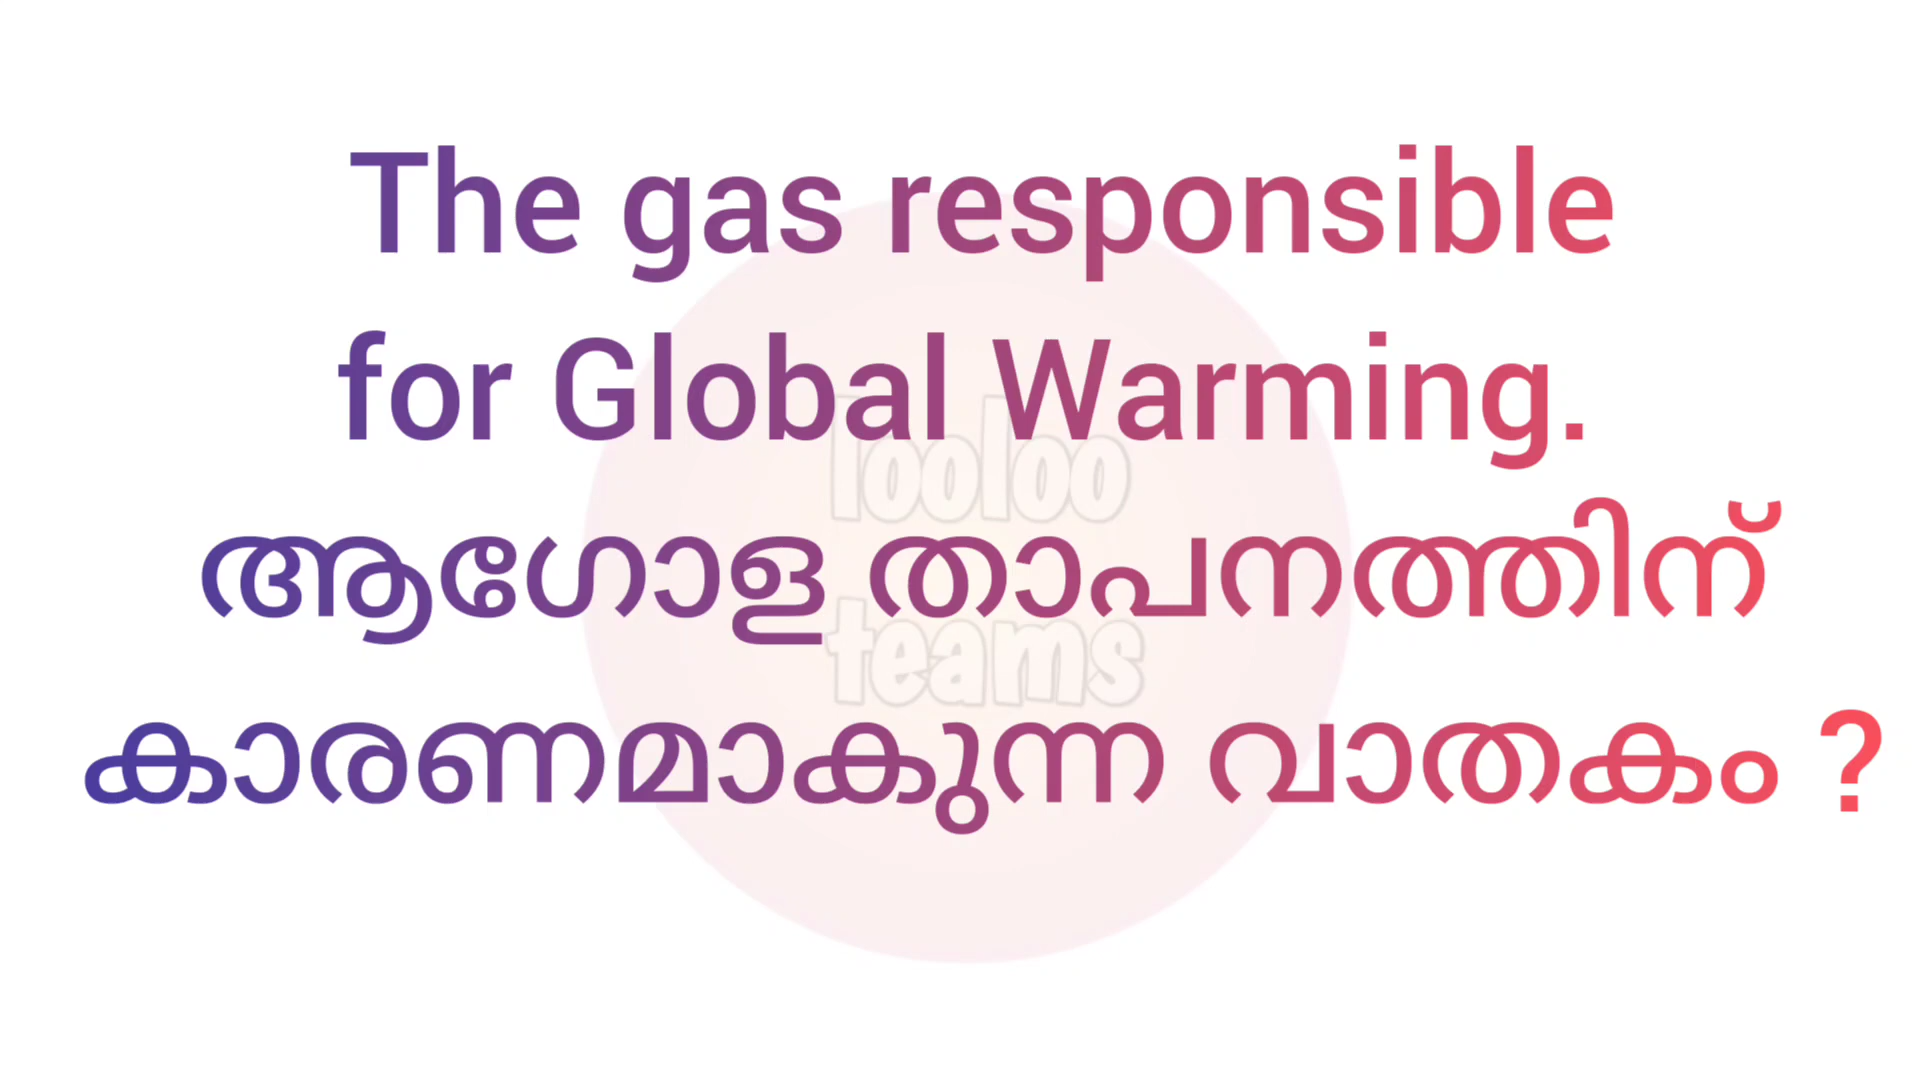 The gas responsible
for Global Warming.
ആഗോള താപനത്തിന്
കാരണമാകുന്ന വാതകം ?
Tooloo
teams